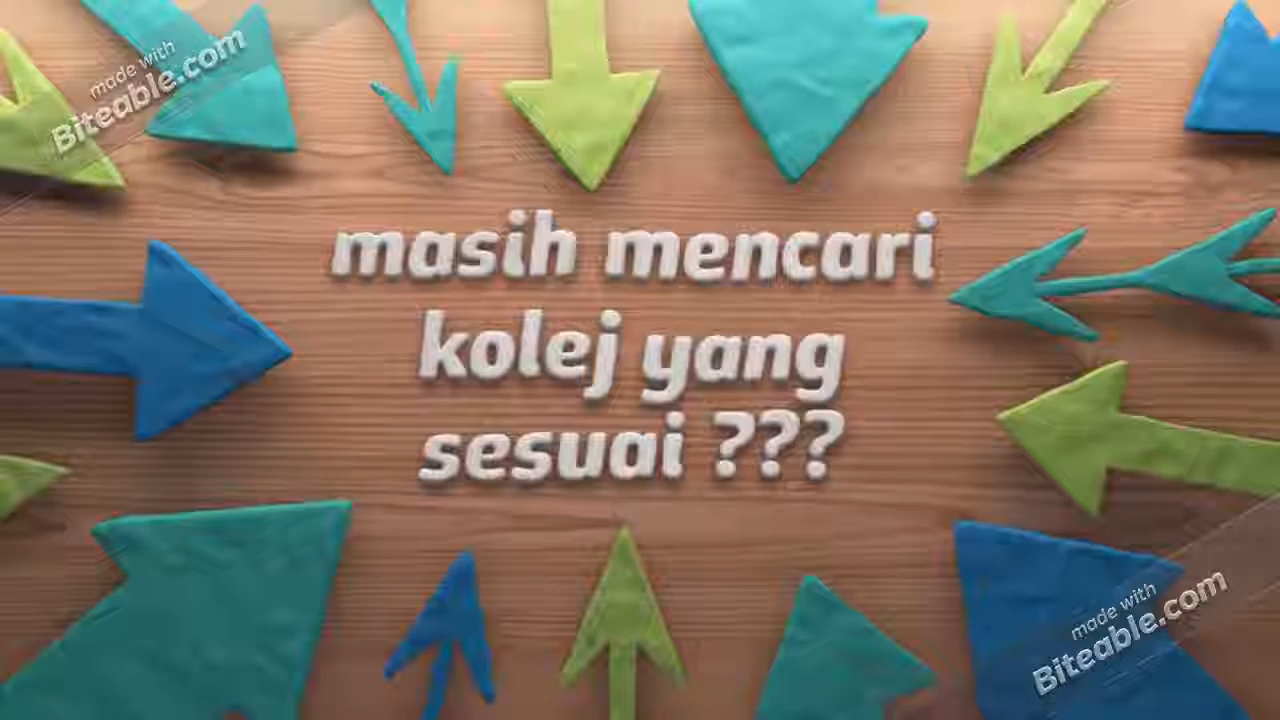 made with
Biteable.com
masih mencari
kolej yang
sesuai ???
made with
Biteable.com